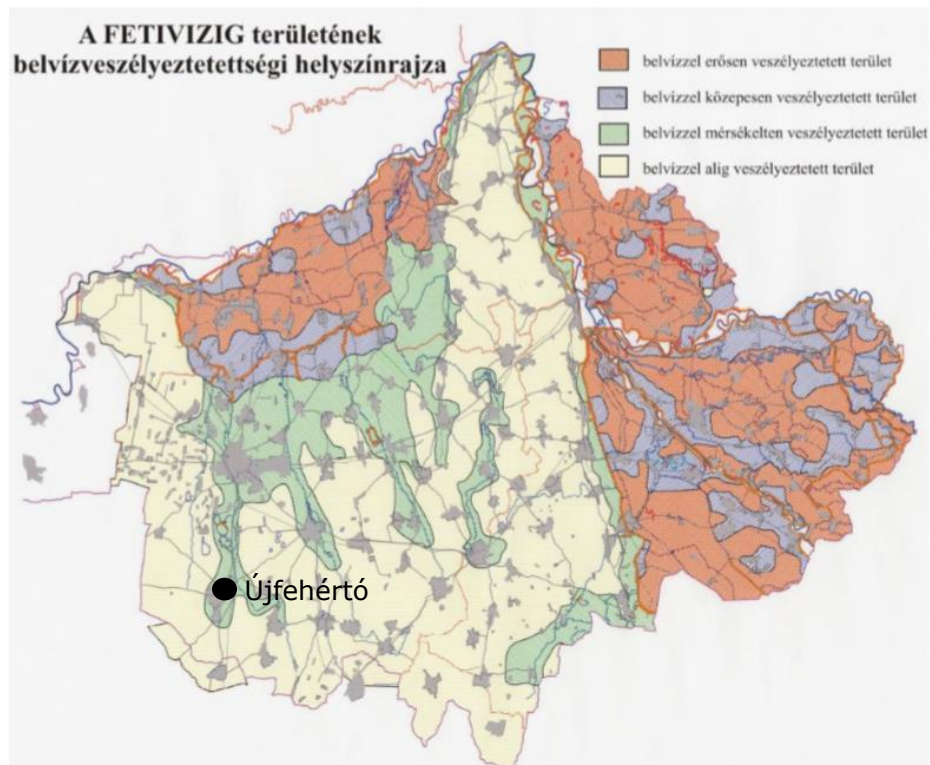 A FETIVIZIG területének
belvízveszélyeztetettségi helyszínrajza
belvízzel erősen veszélyeztetett terület
belvízzel közepesen veszélyeztetett terület
belvízzel mérsékelten veszélyeztetett terület
belvízzel alig veszélyeztetett terület
Újfehértó